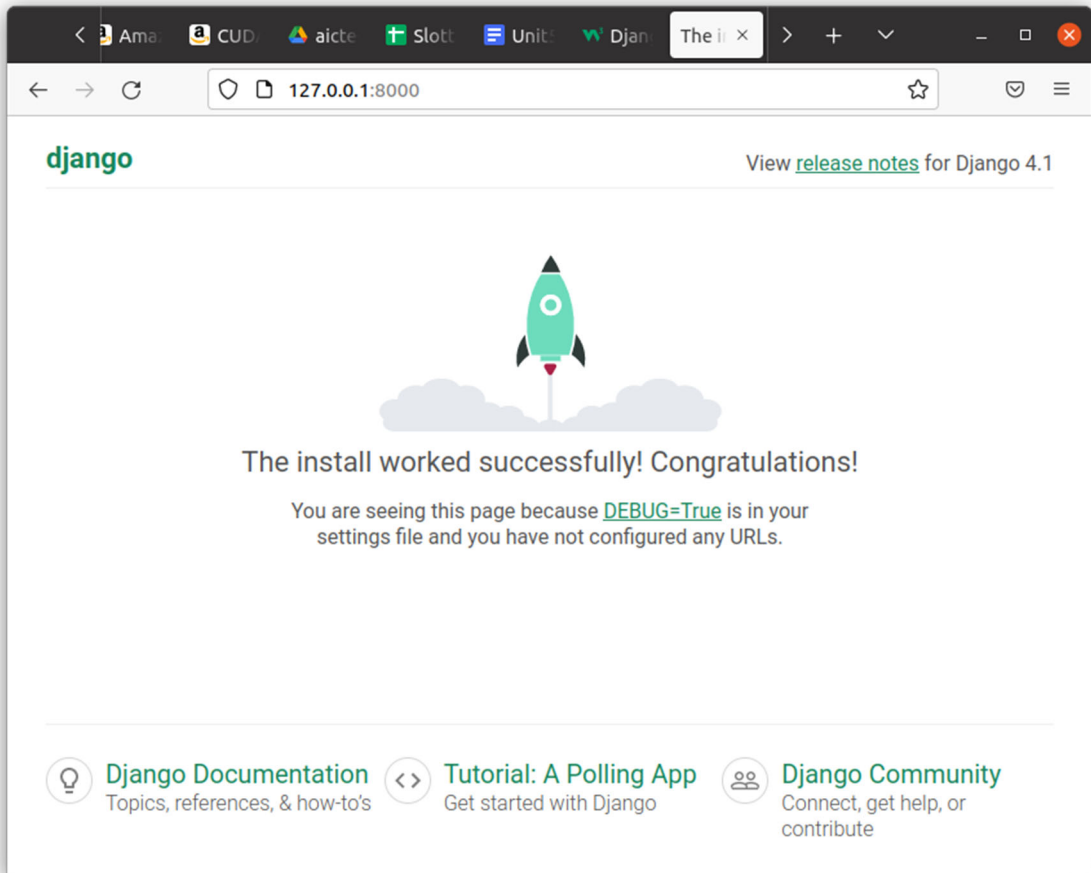 Ama
CUD
aicte
Slott
Unit
Djan
The i
127.0.0.1:8000
django
View release notes for Django 4.1
The install worked successfully! Congratulations!
You are seeing this page because DEBUG=True is in your
settings file and you have not configured any URLs.
Django Documentation
Topics, references, & how-to's
Tutorial: A Polling App
Get started with Django
Django Community
Connect, get help, or
contribute